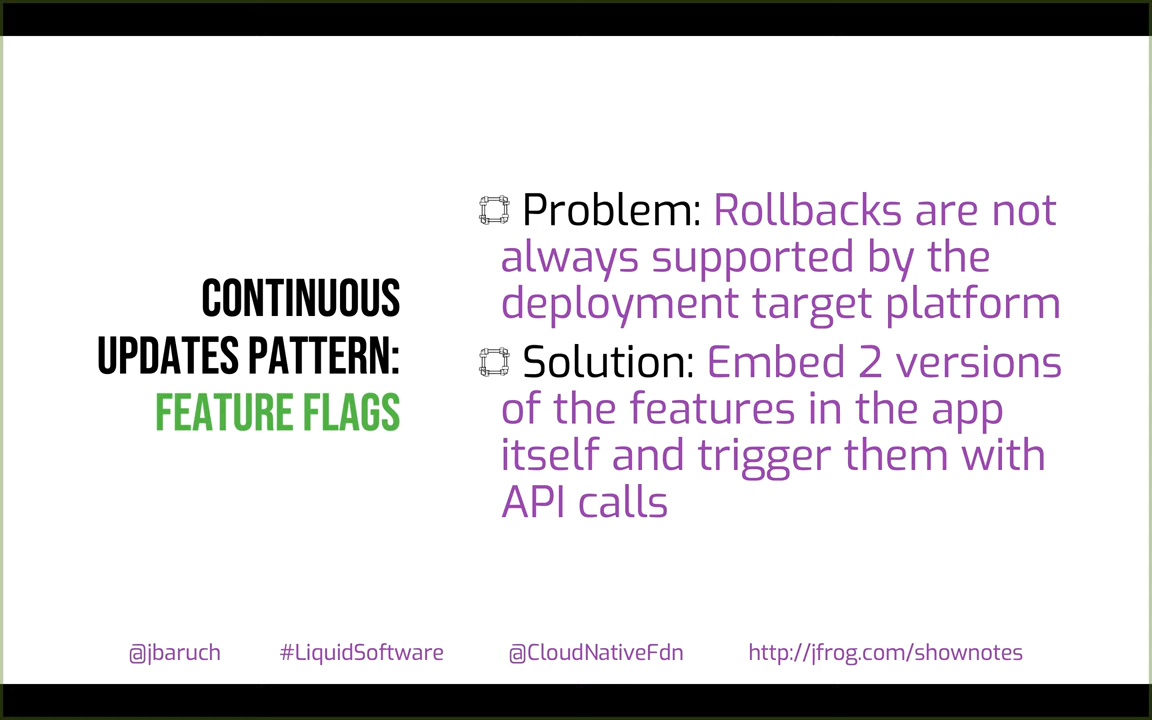 CONTINUOUS
UPDATES PATTERN:
FEATURE FLAGS
Problem: Rollbacks are not
always supported by the
deployment target platform
Solution: Embed 2 versions
of the features in the app
itself and trigger them with
API calls
@jbaruch #LiquidSoftware @CloudNativeFdn http://jfrog.com/shownotes